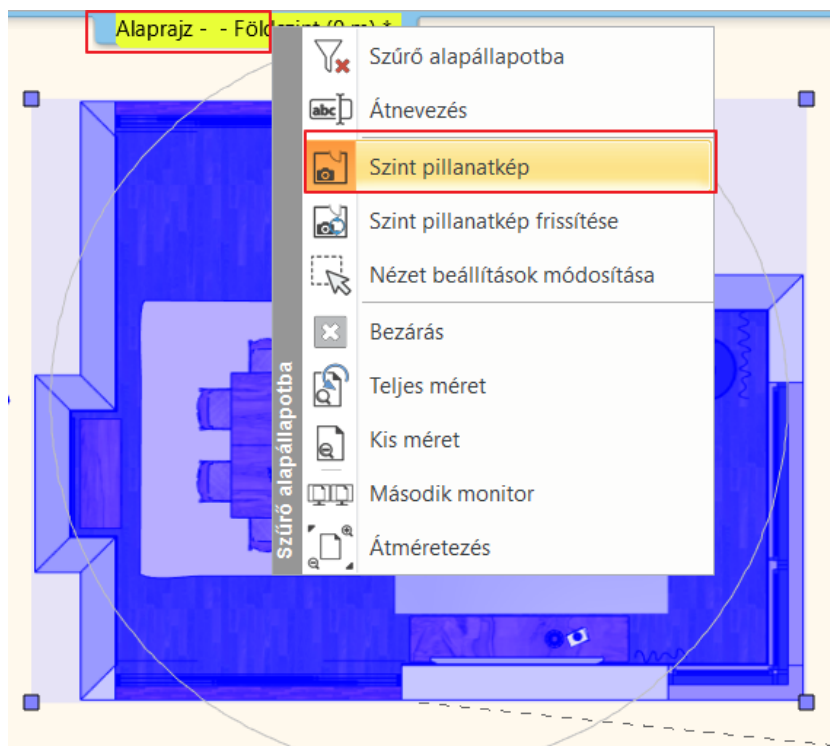 Alaprajz - - Földszint (0 m) *
Szűrő alapállapotba
abc
Átnevezés
Szint pillanatkép
Szint pillanatkép frissítése
Nézet beállítások módosítása
Bezárás
Teljes méret
Kis méret
Második monitor
Átméretezés
Szűrő alapállapotba